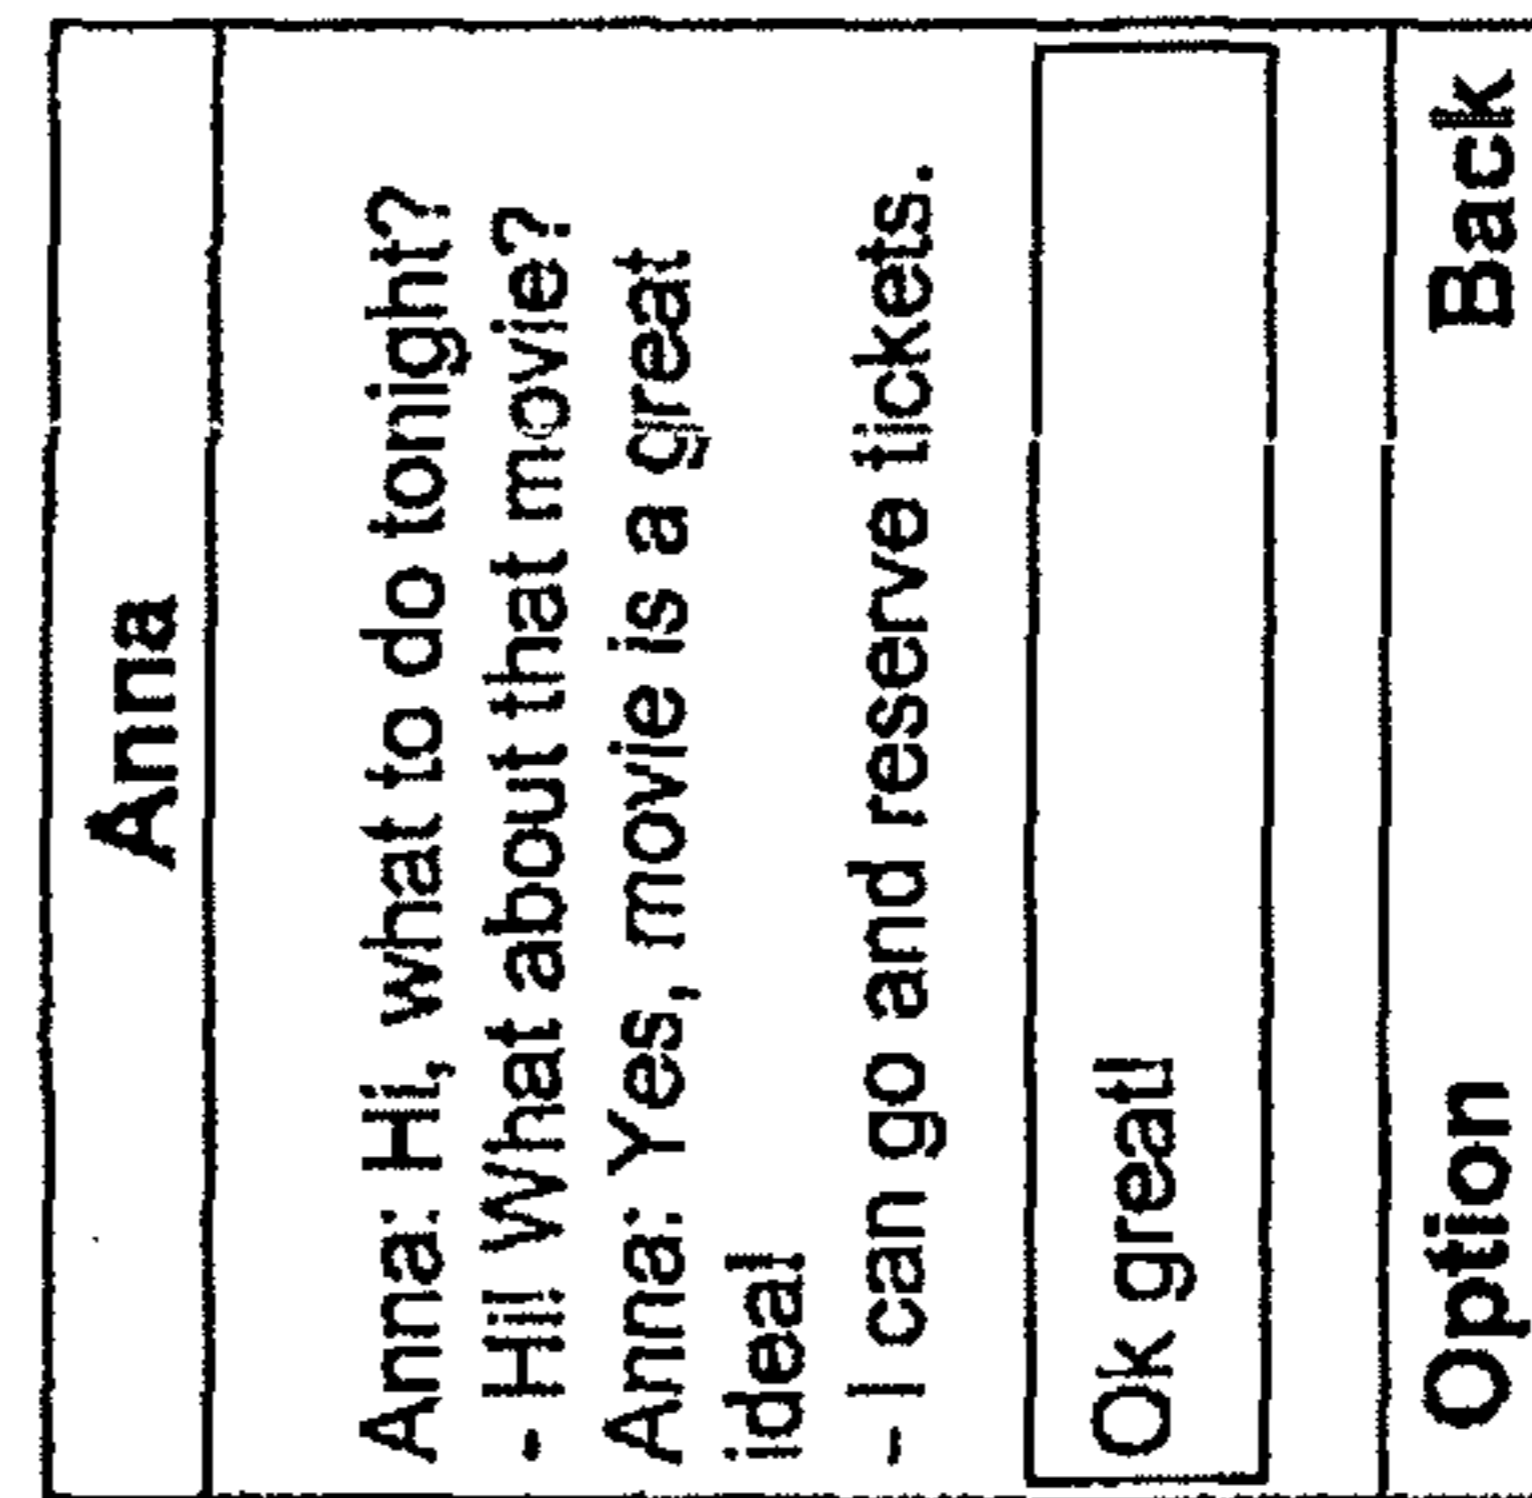 Anna
Anna: Hi, what to do tonight?
- Hi! What about that movie?
Anna: Yes, movie is a great
idea!
- I can go and reserve tickets.
Ok great!
Option Back